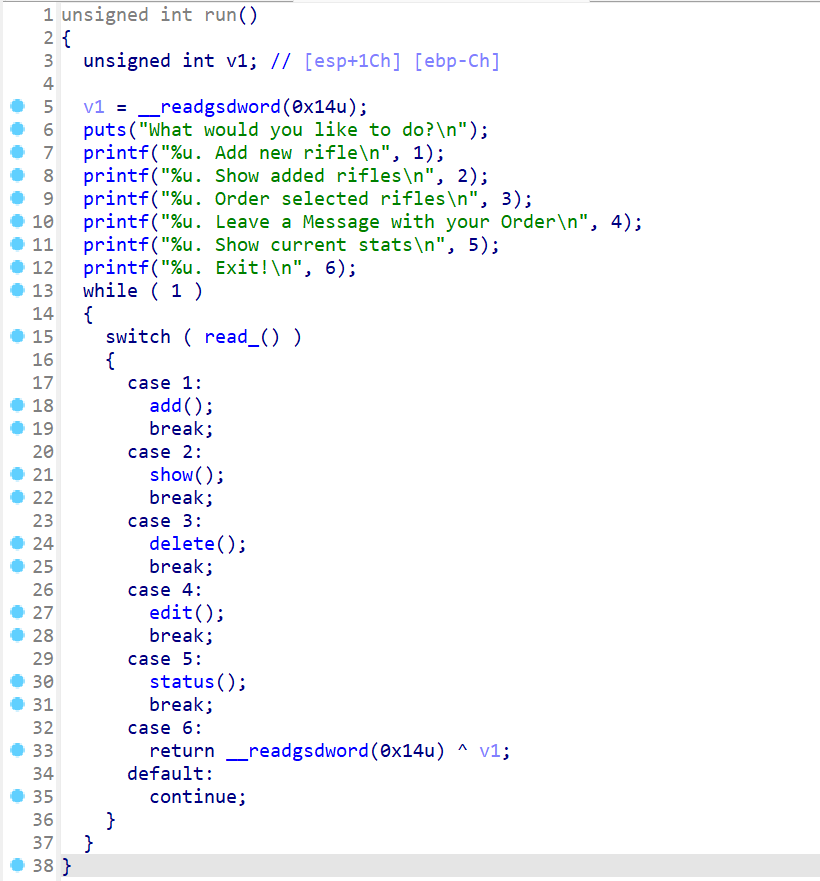 1 unsigned int run()
2 {
3   unsigned int v1; // [esp+1Ch] [ebp-Ch]
4
5   v1 = __readgsdword(0x14u);
6   puts("What would you like to do?\n");
7   printf("%u. Add new rifle\n", 1);
8   printf("%u. Show added rifles\n", 2);
9   printf("%u. Order selected rifles\n", 3);
10   printf("%u. Leave a Message with your Order\n", 4);
11   printf("%u. Show current stats\n", 5);
12   printf("%u. Exit!\n", 6);
13   while ( 1 )
14   {
15     switch ( read_() )
16     {
17       case 1:
18         add();
19         break;
20       case 2:
21         show();
22         break;
23       case 3:
24         delete();
25         break;
26       case 4:
27         edit();
28         break;
29       case 5:
30         status();
31         break;
32       case 6:
33         return __readgsdword(0x14u) ^ v1;
34       default:
35         continue;
36     }
37   }
38 }